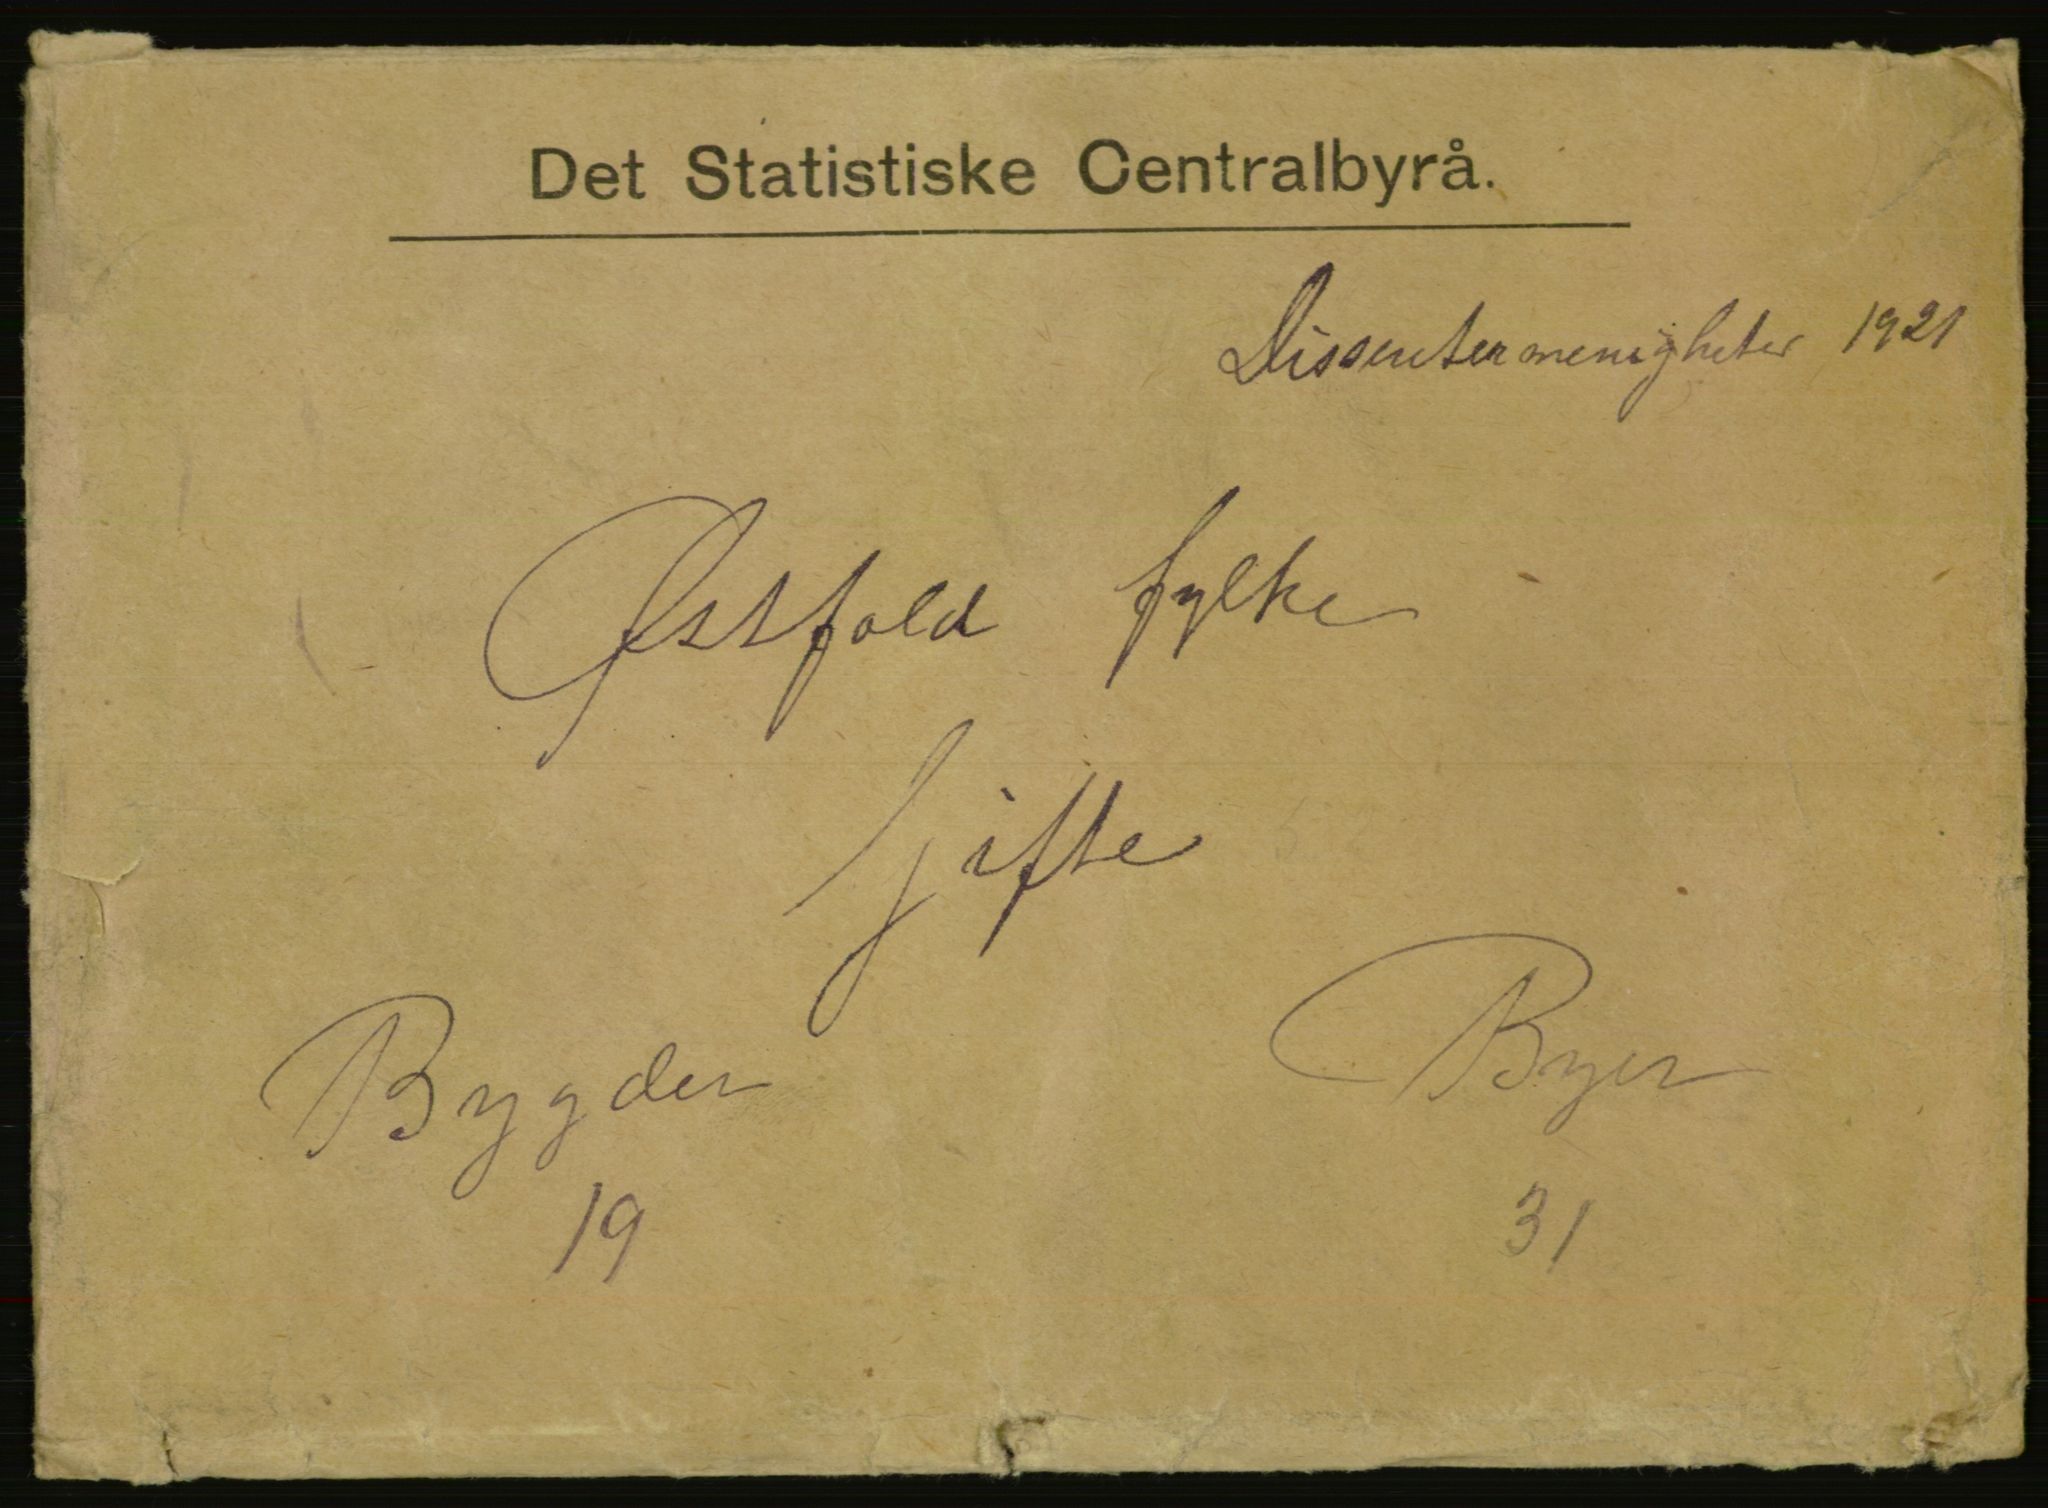 Det Statistiske Centralbyrå.
Dissentermenigheter 1921
Østfold fylke
Gifte
Bygder Byer
19 31